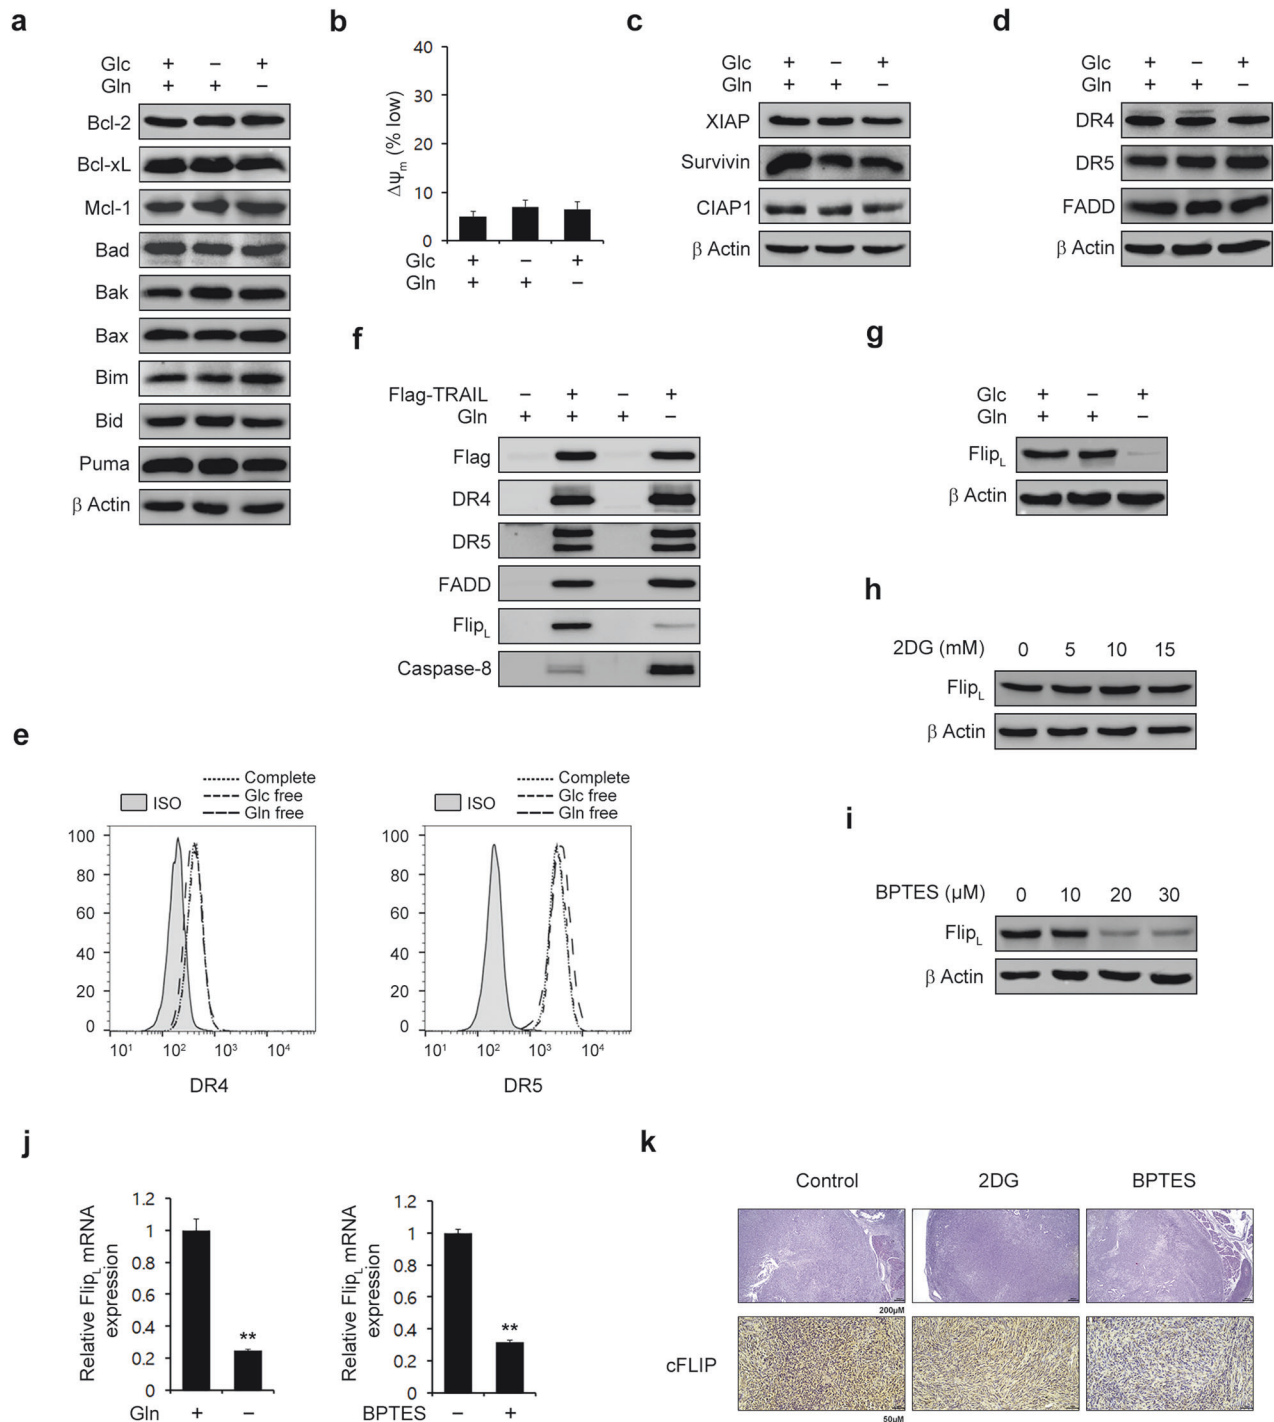 a
Glc + − +
Gln + + −
Bcl-2
Bcl-xL
Mcl-1
Bad
Bak
Bax
Bim
Bid
Puma
β Actin
b
40
30
20
10
0
Δψm (% low)
Glc + − +
Gln + + −
c
Glc + − +
Gln + + −
XIAP
Survivin
CIAP1
β Actin
d
Glc + − +
Gln + + −
DR4
DR5
FADD
β Actin
f
Flag-TRAIL − + − +
Gln + + + −
Flag
DR4
DR5
FADD
FlipL
Caspase-8
g
Glc + − +
Gln + + −
FlipL
β Actin
h
2DG (mM) 0 5 10 15
FlipL
β Actin
e
ISO
Complete
Glc free
Gln free
100
80
60
40
20
0
10¹ 10² 10³ 10⁴
DR4
ISO
Complete
Glc free
Gln free
100
80
60
40
20
0
10¹ 10² 10³ 10⁴
DR5
i
BPTES (µM) 0 10 20 30
FlipL
β Actin
j
Relative FlipL mRNA
expression
1.2
1
0.8
0.6
0.4
0.2
0
**
Gln + −
Relative FlipL mRNA
expression
1.2
1
0.8
0.6
0.4
0.2
0
**
BPTES − +
k
Control 2DG BPTES
200µM
cFLIP
50µM